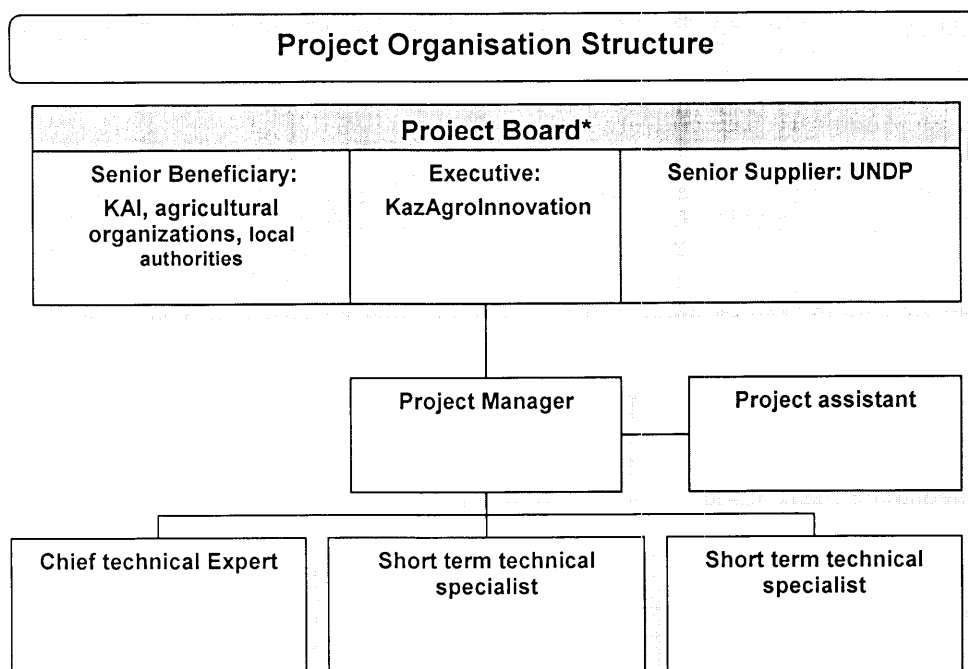 Project Organisation Structure
Project Board*
Senior Beneficiary:
KAI, agricultural
organizations, local
authorities
Executive:
KazAgroInnovation
Senior Supplier: UNDP
Project Manager
Project assistant
Chief technical Expert
Short term technical
specialist
Short term technical
specialist